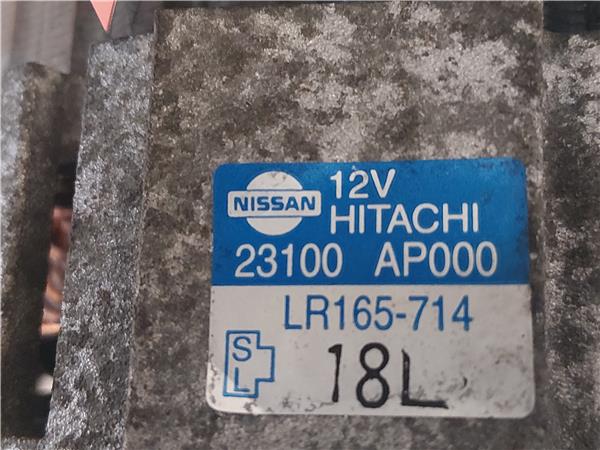 NISSAN
12V
HITACHI
23100 AP000
LR165-714
S
L
18L